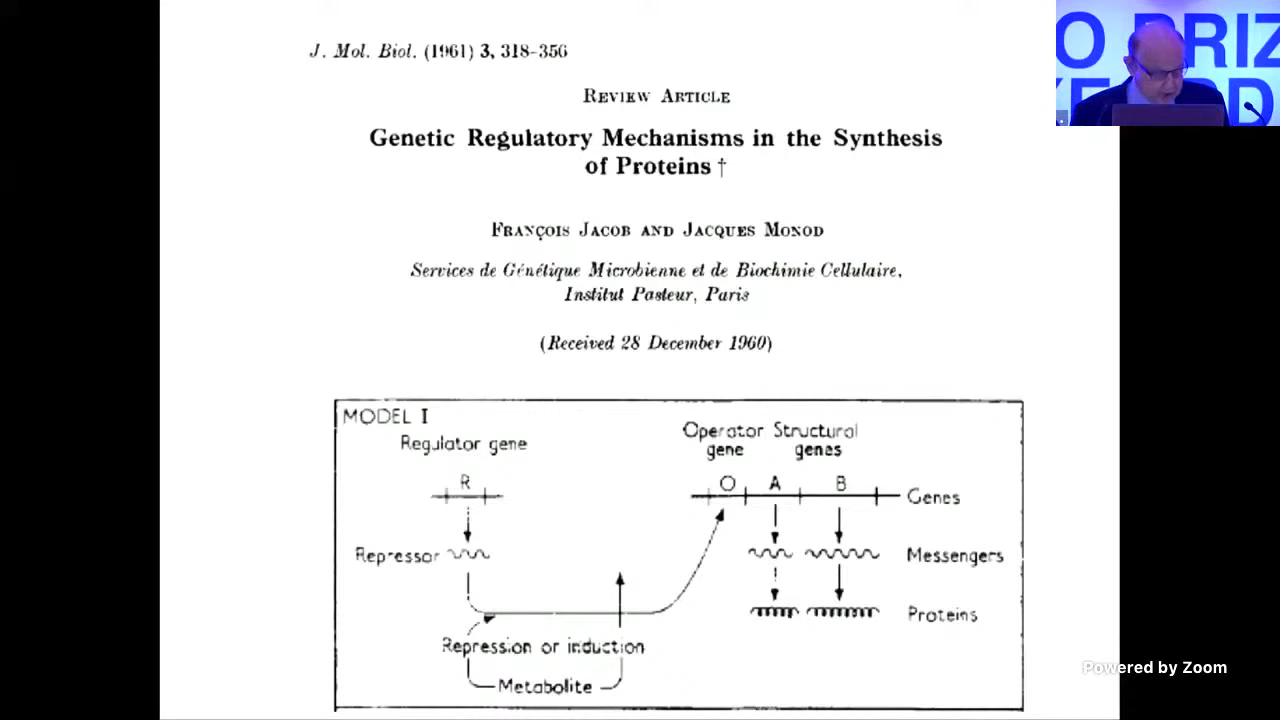 J. Mol. Biol. (1961) 3, 318–356
REVIEW ARTICLE
Genetic Regulatory Mechanisms in the Synthesis
of Proteins †
FRANÇOIS JACOB AND JACQUES MONOD
Services de Génétique Microbienne et de Biochimie Cellulaire,
Institut Pasteur, Paris
(Received 28 December 1960)
MODEL I
Regulator gene
Operator Structural
gene genes
R
O A B
Genes
Repressor
Messengers
Proteins
Repression or induction
Metabolite
O PRIZ
Powered by Zoom